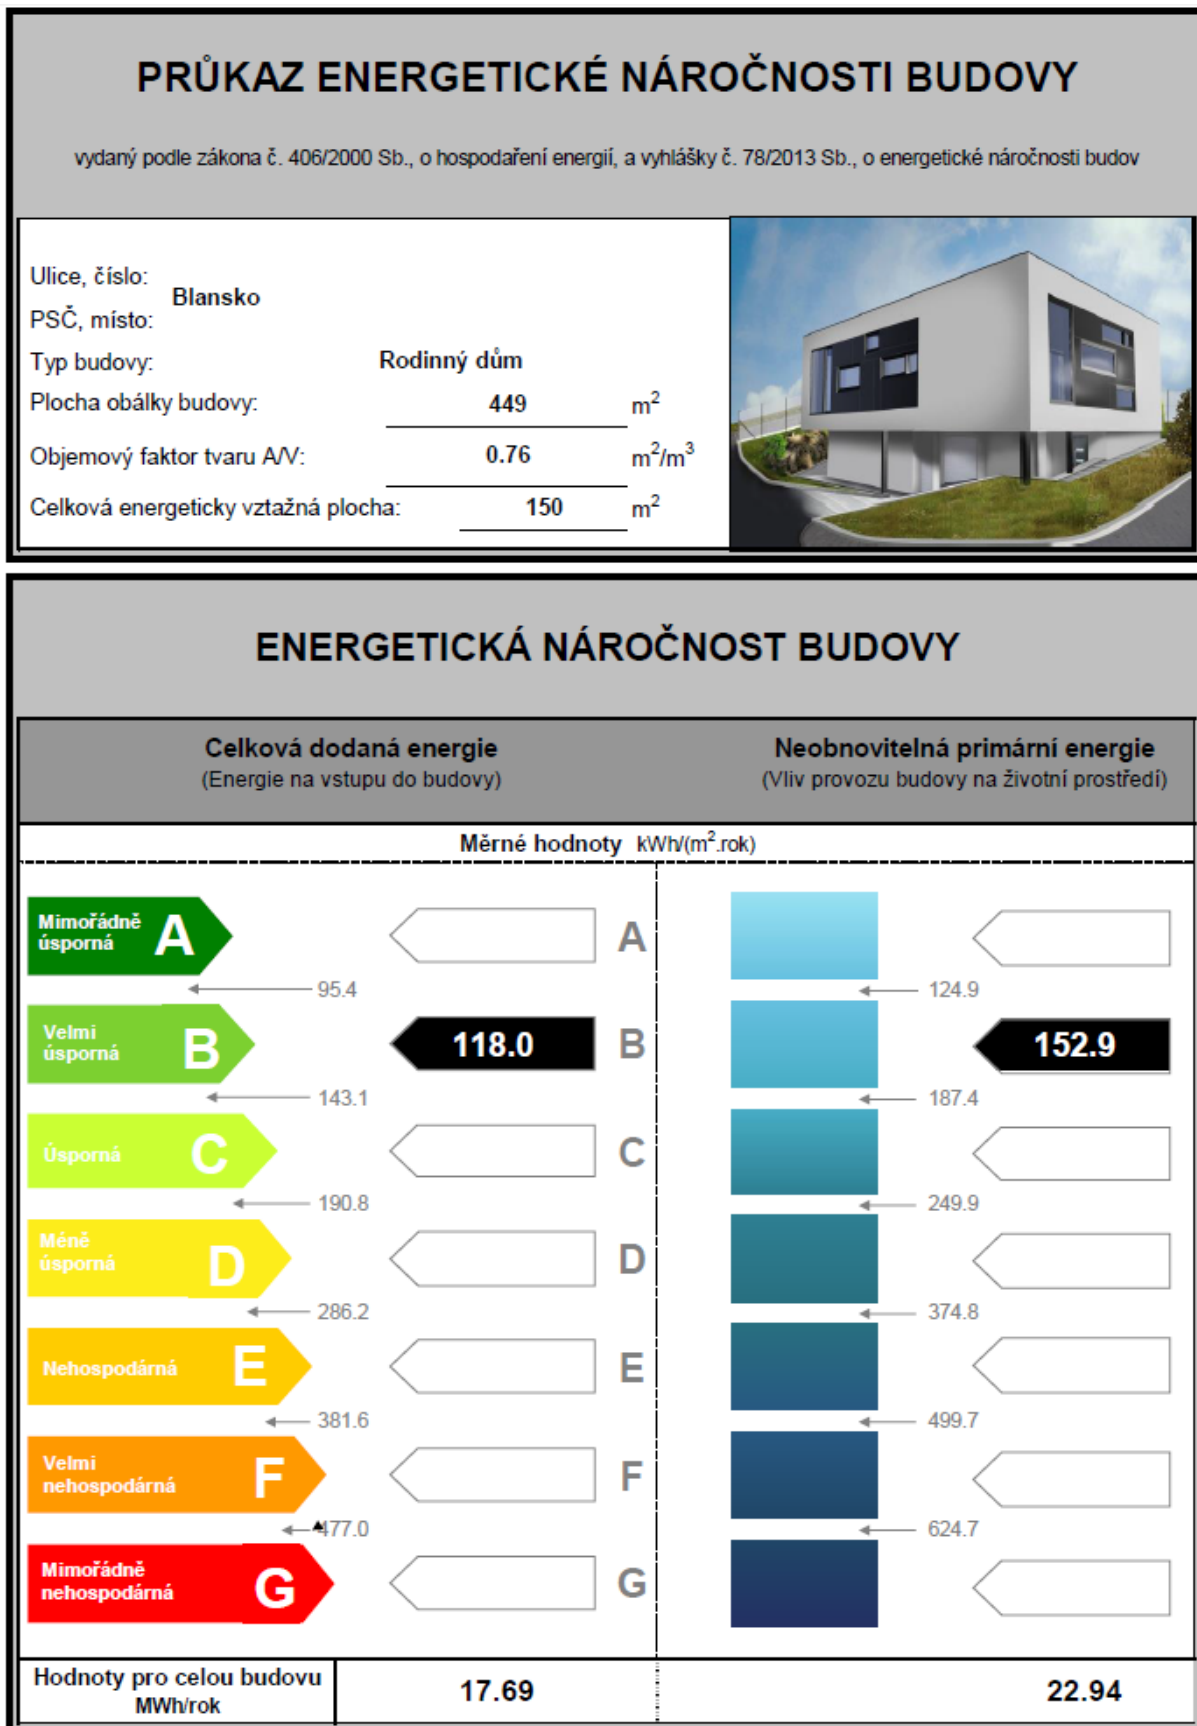 PRŮKAZ ENERGETICKÉ NÁROČNOSTI BUDOVY
vydaný podle zákona č. 406/2000 Sb., o hospodaření energií, a vyhlášky č. 78/2013 Sb., o energetické náročnosti budov
Ulice, číslo:
Blansko
PSČ, místo:
Typ budovy: Rodinný dům
Plocha obálky budovy: 449 m²
Objemový faktor tvaru A/V: 0.76 m²/m³
Celková energeticky vztažná plocha: 150 m²
ENERGETICKÁ NÁROČNOST BUDOVY
Celková dodaná energie
(Energie na vstupu do budovy)
Neobnovitelná primární energie
(Vliv provozu budovy na životní prostředí)
Měrné hodnoty kWh/(m².rok)
Mimořádně
úsporná
A A
95.4 124.9
Velmi
úsporná
B 118.0 B 152.9
143.1 187.4
Úsporná C C
190.8 249.9
Méně
úsporná
D D
286.2 374.8
Nehospodárná E E
381.6 499.7
Velmi
nehospodárná
F F
477.0 624.7
Mimořádně
nehospodárná
G G
Hodnoty pro celou budovu
MWh/rok
17.69 22.94